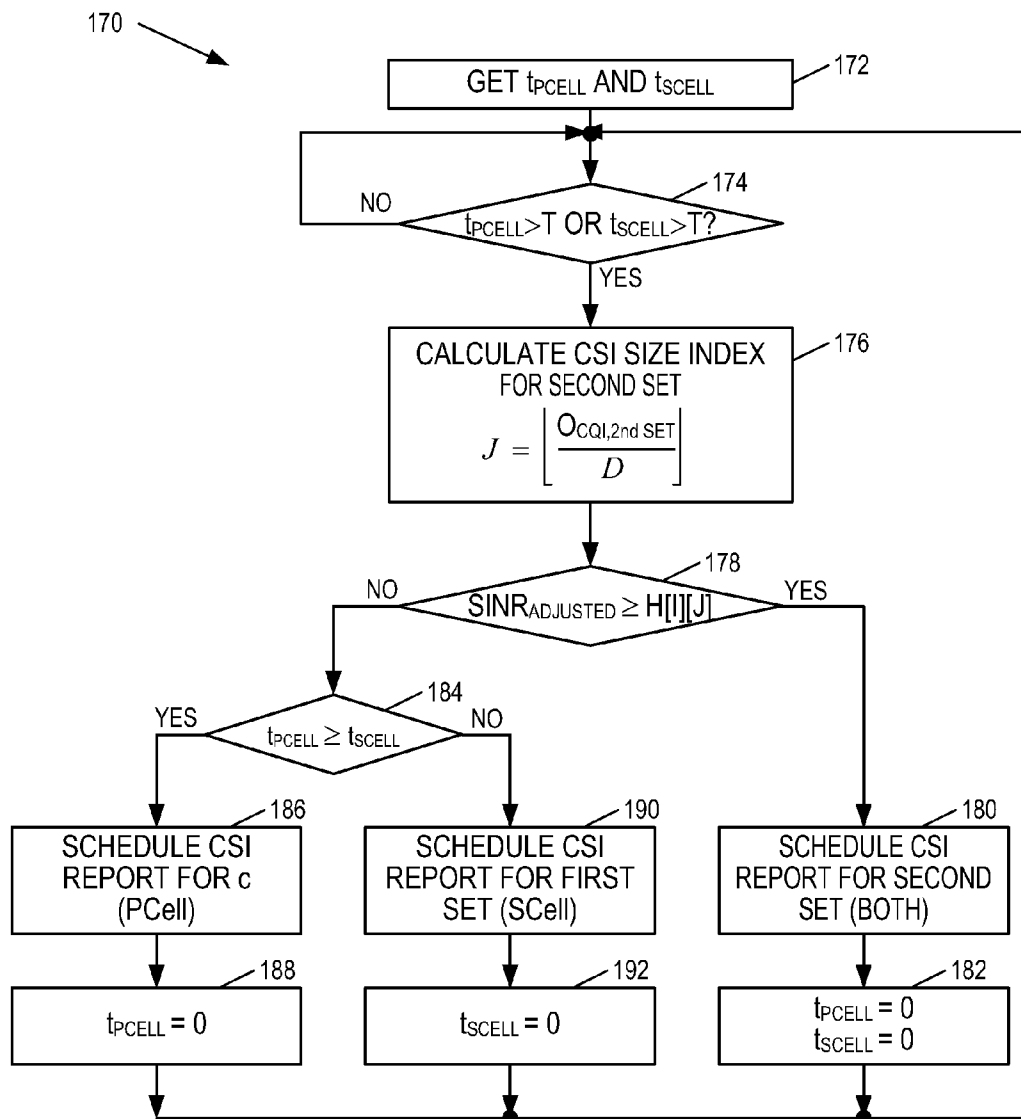 170
GET tPCELL AND tSCELL
172
174
NO
tPCELL>T OR tSCELL>T?
YES
CALCULATE CSI SIZE INDEX
FOR SECOND SET
J = ⌊OCQI,2nd SET / D⌋
176
178
NO
YES
SINRADJUSTED ≥ H[I][J]
184
YES
NO
tPCELL ≥ tSCELL
186
SCHEDULE CSI
REPORT FOR c
(PCell)
190
SCHEDULE CSI
REPORT FOR FIRST
SET (SCell)
180
SCHEDULE CSI
REPORT FOR SECOND
SET (BOTH)
188
tPCELL = 0
192
tSCELL = 0
182
tPCELL = 0
tSCELL = 0